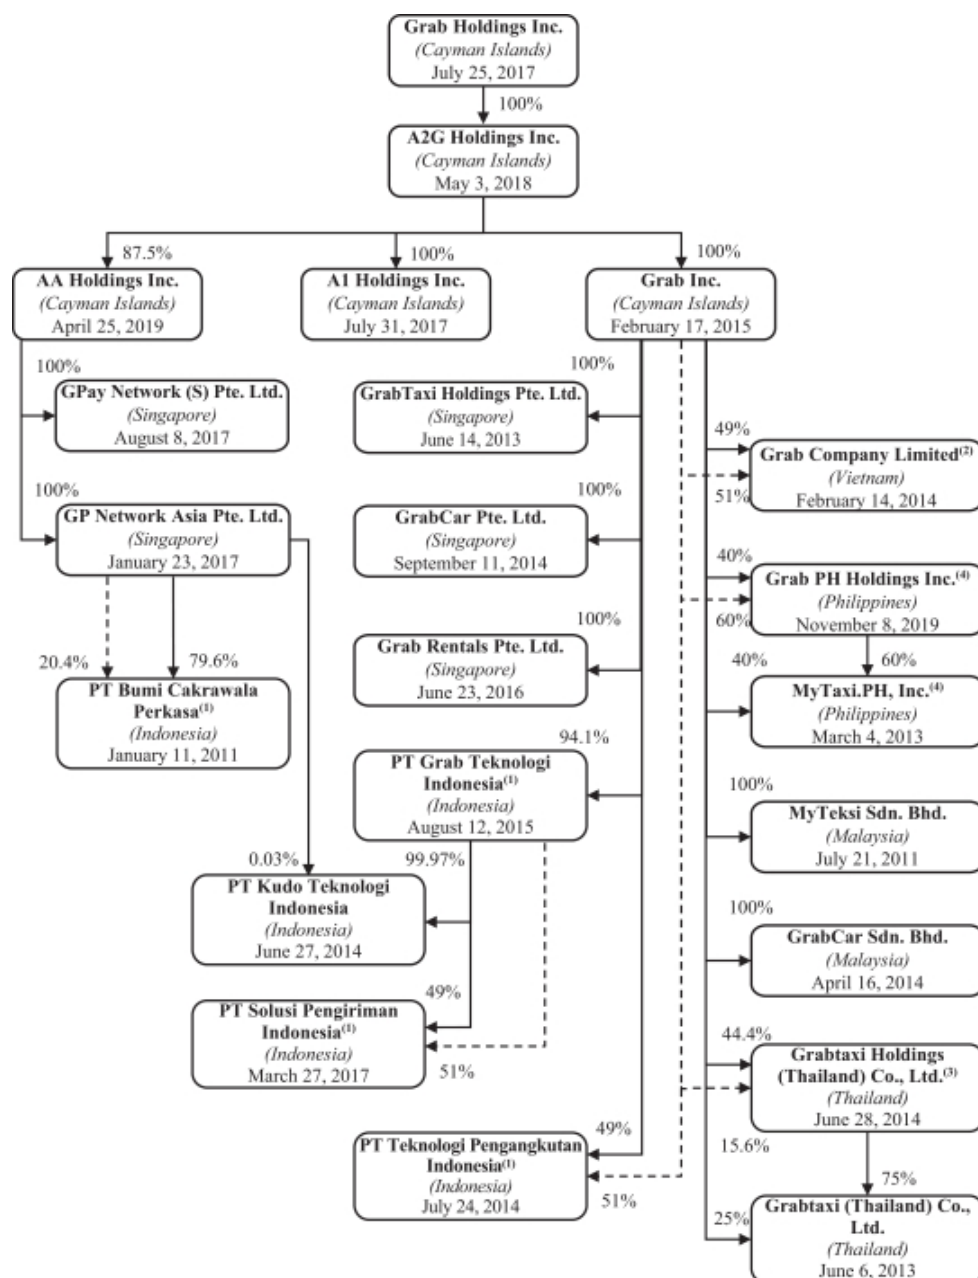 Grab Holdings Inc.
(Cayman Islands)
July 25, 2017
100%
A2G Holdings Inc.
(Cayman Islands)
May 3, 2018
87.5%
100%
100%
AA Holdings Inc.
(Cayman Islands)
April 25, 2019
A1 Holdings Inc.
(Cayman Islands)
July 31, 2017
Grab Inc.
(Cayman Islands)
February 17, 2015
100%
GPay Network (S) Pte. Ltd.
(Singapore)
August 8, 2017
100%
GrabTaxi Holdings Pte. Ltd.
(Singapore)
June 14, 2013
49%
Grab Company Limited(2)
(Vietnam)
February 14, 2014
51%
100%
GP Network Asia Pte. Ltd.
(Singapore)
January 23, 2017
100%
GrabCar Pte. Ltd.
(Singapore)
September 11, 2014
40%
Grab PH Holdings Inc.(4)
(Philippines)
November 8, 2019
60%
20.4%
79.6%
PT Bumi Cakrawala
Perkasa(1)
(Indonesia)
January 11, 2011
100%
Grab Rentals Pte. Ltd.
(Singapore)
June 23, 2016
40%
60%
MyTaxi.PH, Inc.(4)
(Philippines)
March 4, 2013
94.1%
PT Grab Teknologi
Indonesia(1)
(Indonesia)
August 12, 2015
100%
MyTeksi Sdn. Bhd.
(Malaysia)
July 21, 2011
0.03%
99.97%
PT Kudo Teknologi
Indonesia
(Indonesia)
June 27, 2014
100%
GrabCar Sdn. Bhd.
(Malaysia)
April 16, 2014
49%
PT Solusi Pengiriman
Indonesia(1)
(Indonesia)
March 27, 2017
51%
44.4%
Grabtaxi Holdings
(Thailand) Co., Ltd.(3)
(Thailand)
June 28, 2014
15.6%
49%
PT Teknologi Pengangkutan
Indonesia(1)
(Indonesia)
July 24, 2014
51%
75%
25%
Grabtaxi (Thailand) Co.,
Ltd.
(Thailand)
June 6, 2013